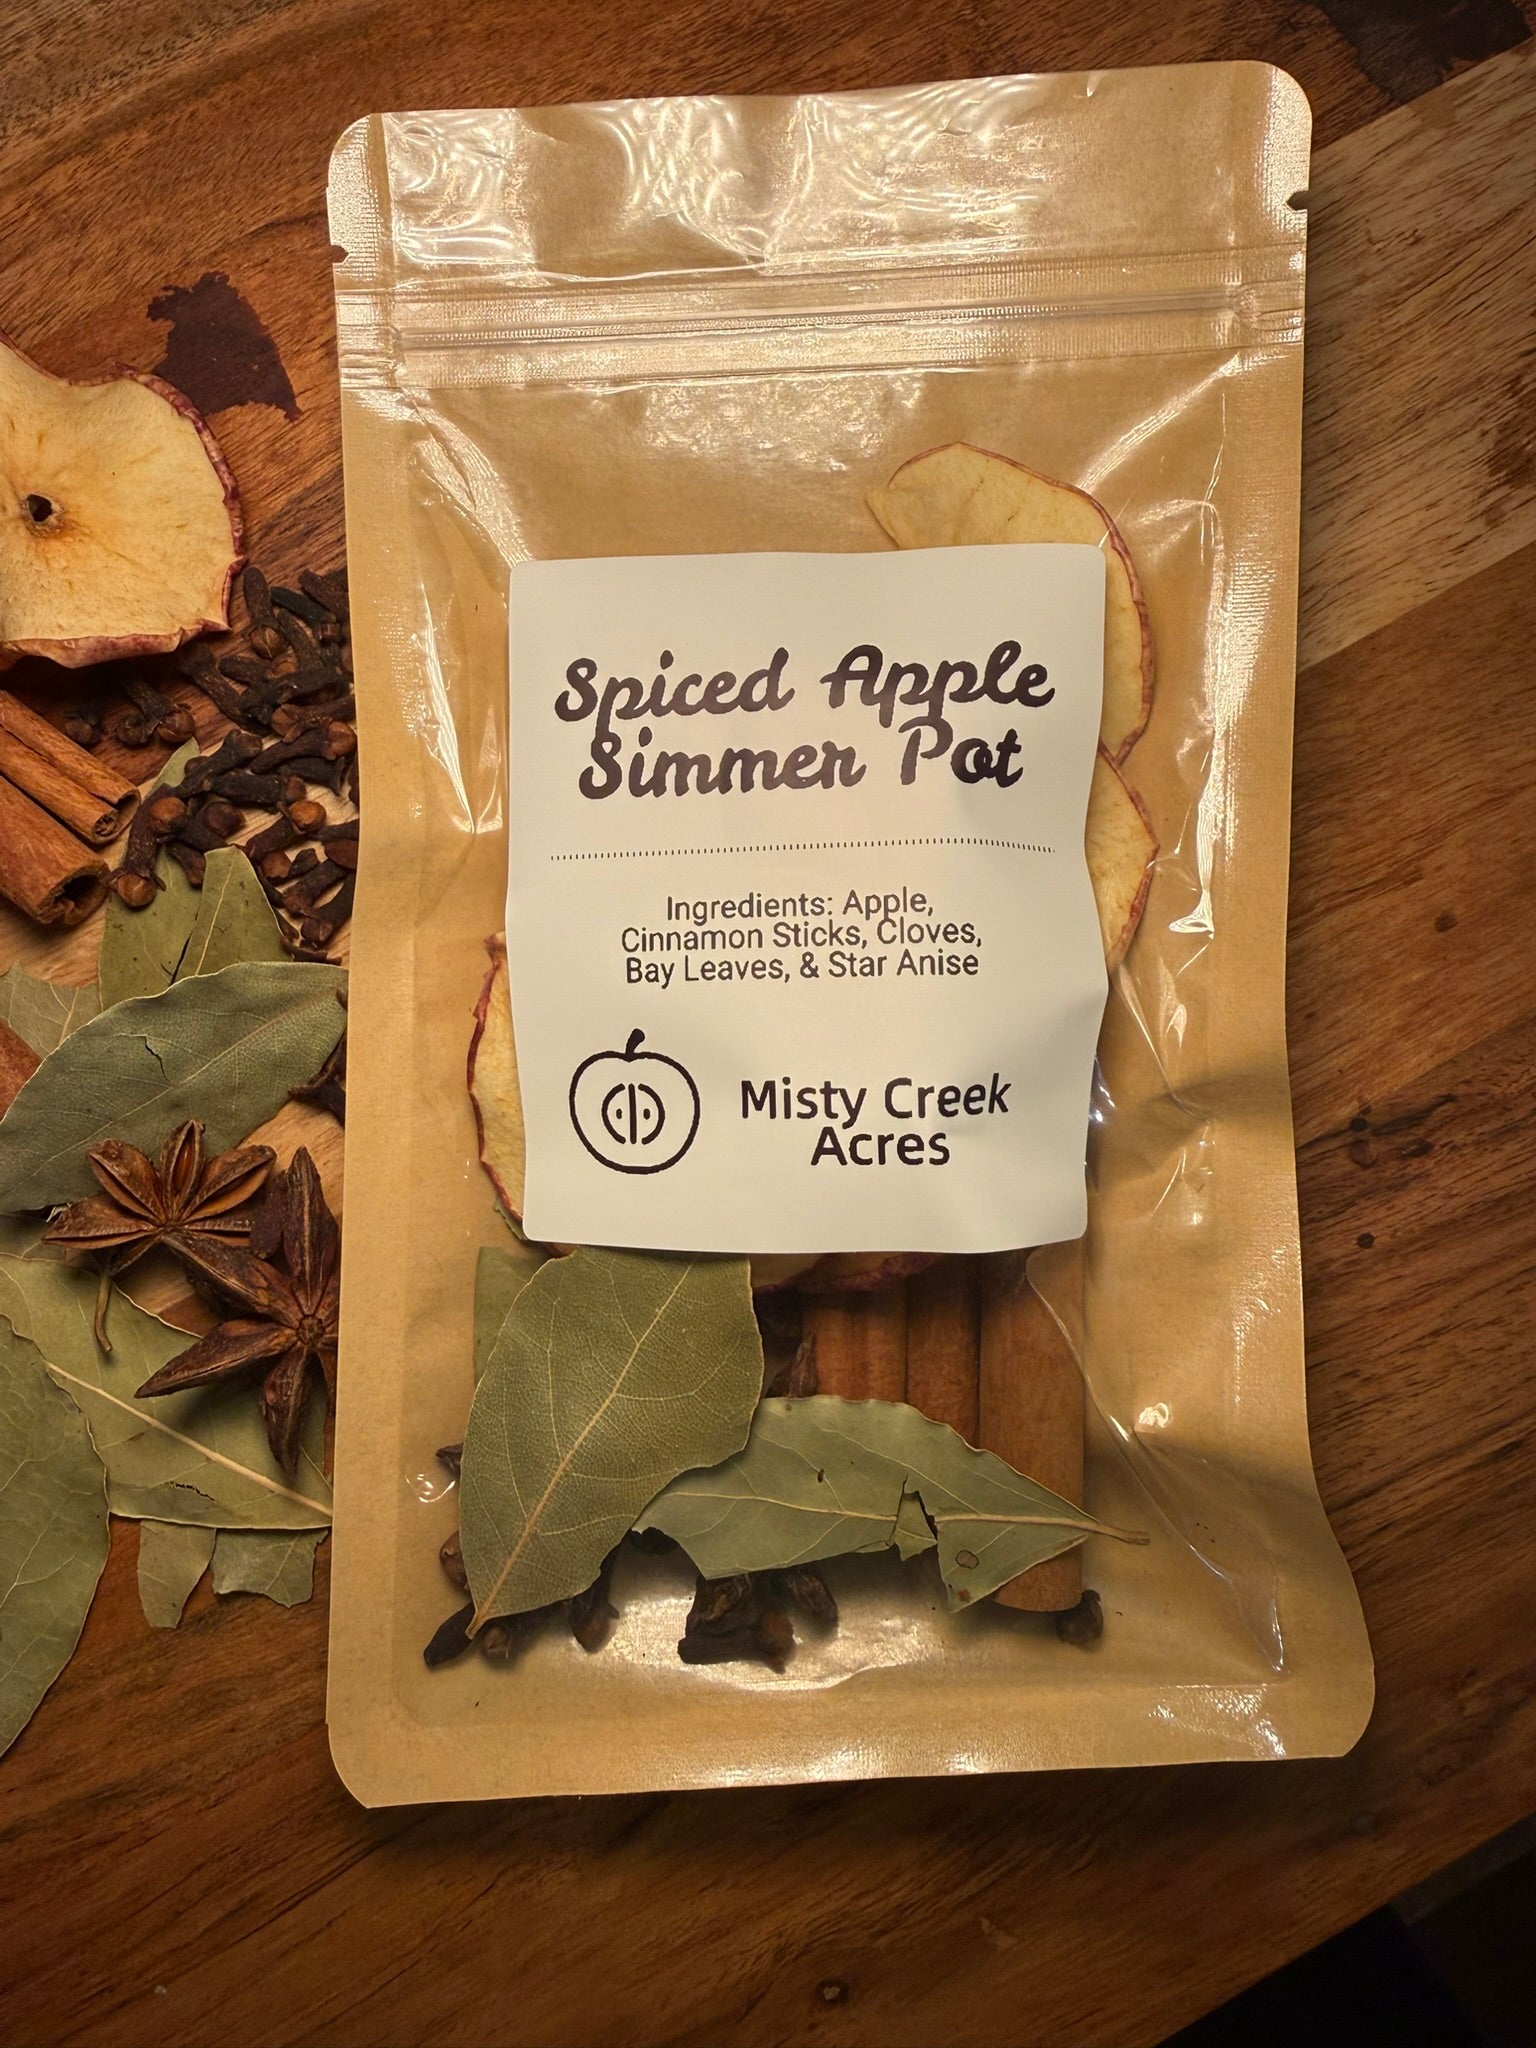 Spiced Apple
Simmer Pot
Ingredients: Apple,
Cinnamon Sticks, Cloves,
Bay Leaves, & Star Anise
Misty Creek
Acres